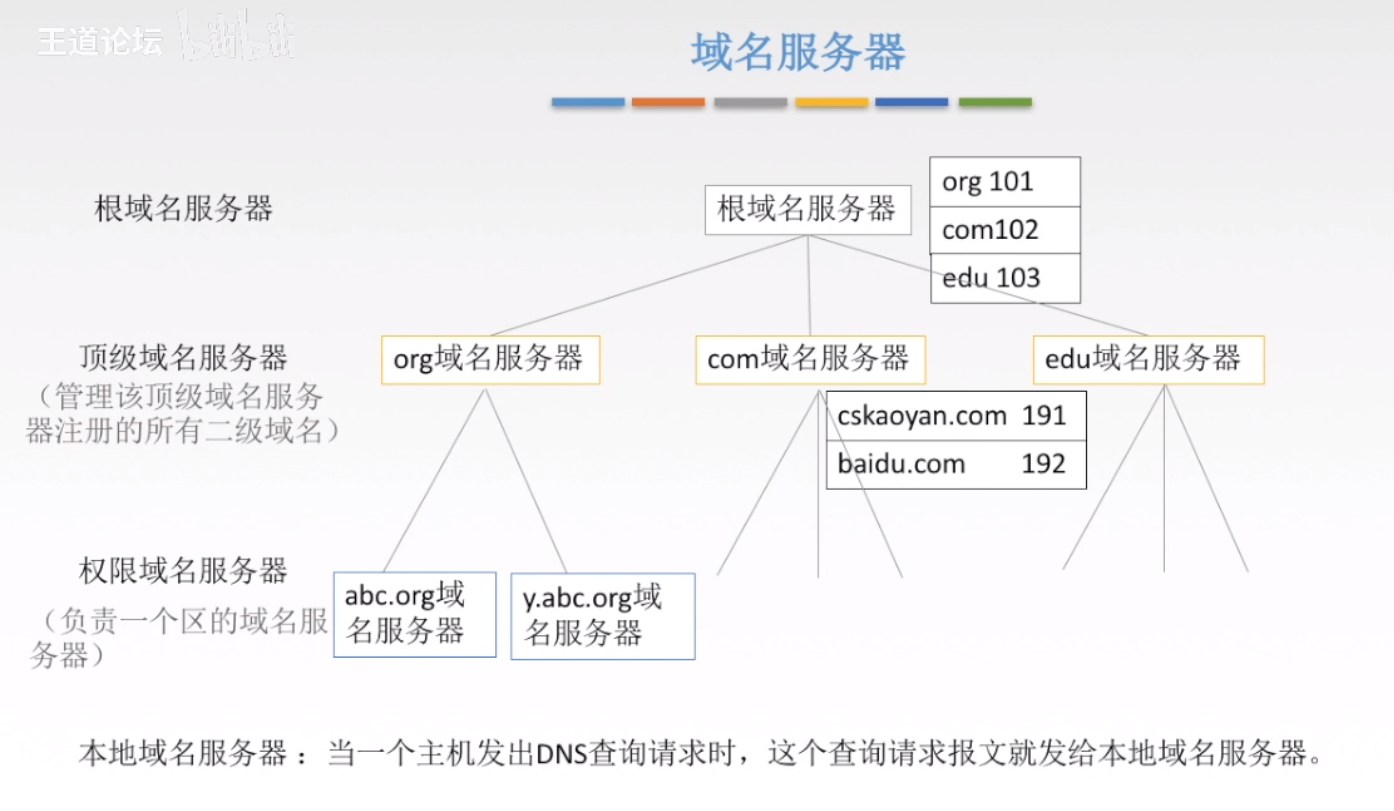 王道论坛 bilibili
域名服务器
根域名服务器
根域名服务器
org 101
com102
edu 103
顶级域名服务器
（管理该顶级域名服务
器注册的所有二级域名）
org域名服务器
com域名服务器
edu域名服务器
cskaoyan.com 191
baidu.com 192
权限域名服务器
（负责一个区的域名服
务器）
abc.org域
名服务器
y.abc.org域
名服务器
本地域名服务器 ：当一个主机发出DNS查询请求时，这个查询请求报文就发给本地域名服务器。